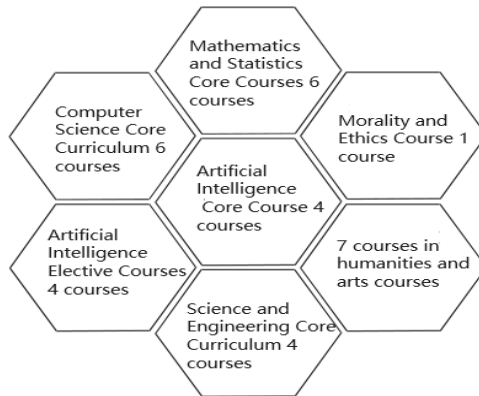 Mathematics
and Statistics
Core Courses 6
courses
Computer
Science Core
Curriculum 6
courses
Morality and
Ethics Course 1
course
Artificial
Intelligence
Core Course 4
courses
Artificial
Intelligence
Elective Courses
4 courses
7 courses in
humanities and
arts courses
Science and
Engineering Core
Curriculum 4
courses